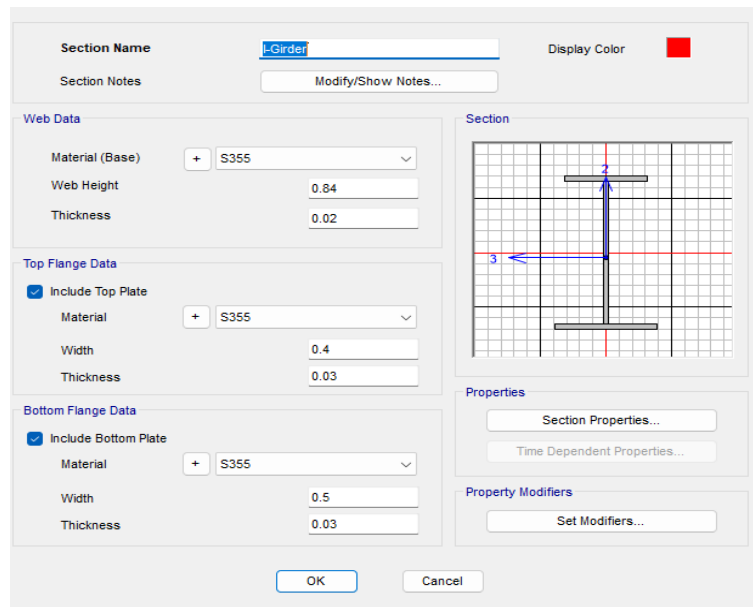 Section Name I-Girder Display Color
Section Notes Modify/Show Notes...
Web Data
Material (Base) + S355
Web Height 0.84
Thickness 0.02
Top Flange Data
Include Top Plate
Material + S355
Width 0.4
Thickness 0.03
Bottom Flange Data
Include Bottom Plate
Material + S355
Width 0.5
Thickness 0.03
Section
2
3
Properties
Section Properties...
Time Dependent Properties...
Property Modifiers
Set Modifiers...
OK Cancel